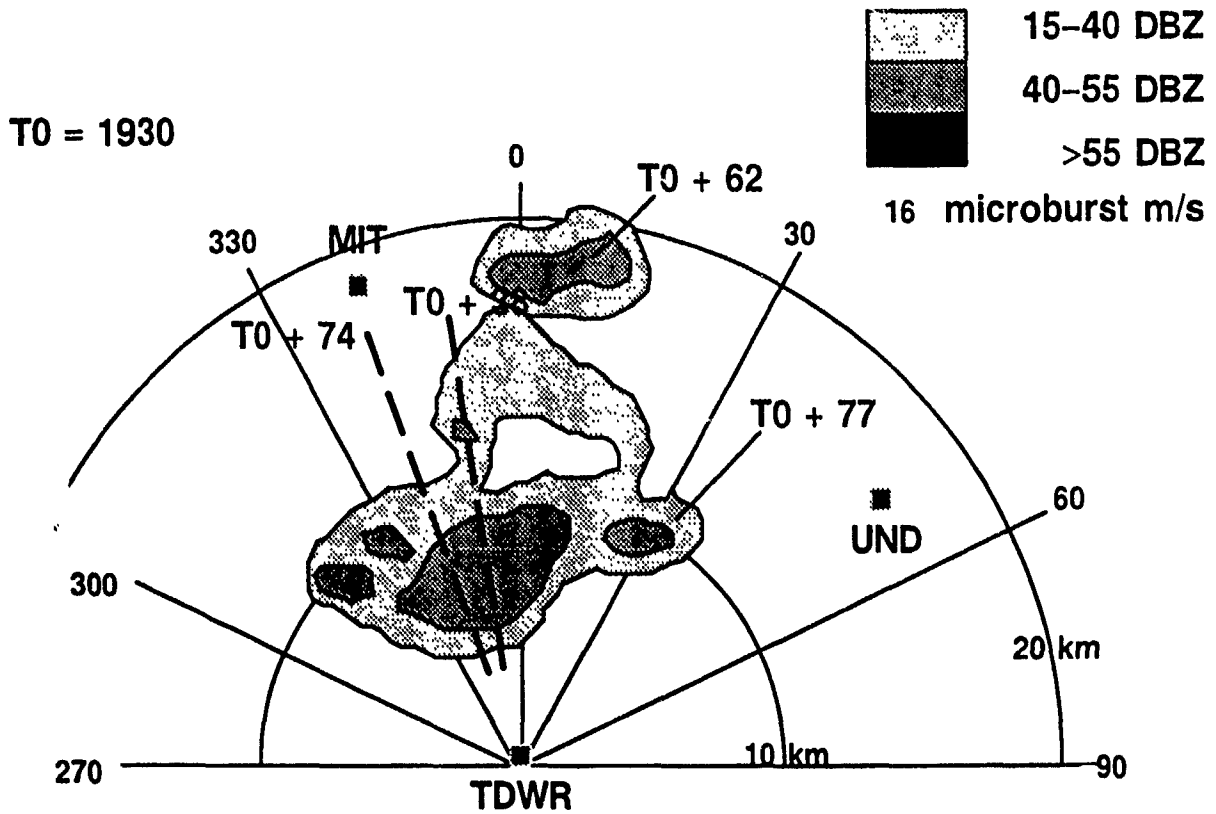 15–40 DBZ
40–55 DBZ
T0 = 1930
>55 DBZ
0
T0 + 62
16 microburst m/s
330
MIT
30
T0 +
T0 + 74
T0 + 77
60
UND
300
20 km
10 km
270
90
TDWR